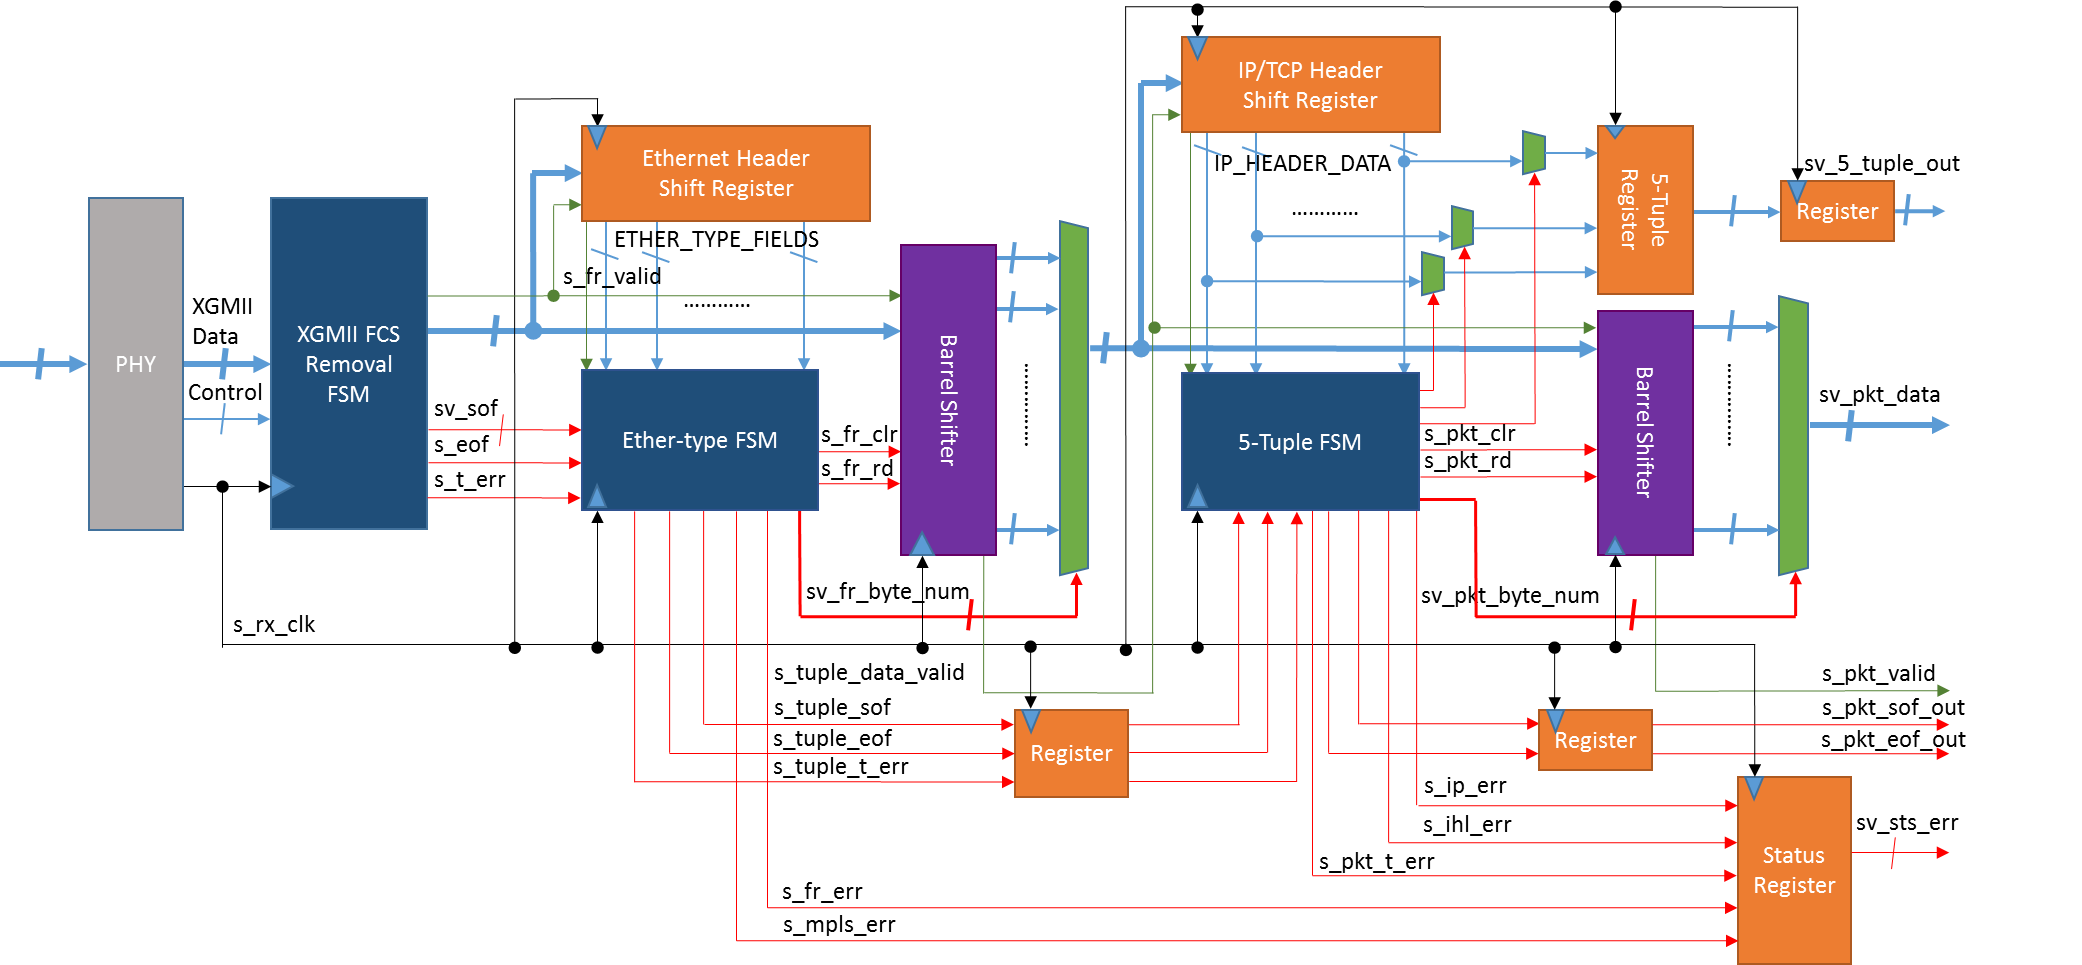 IP/TCP Header
Shift Register
Ethernet Header
Shift Register
IP_HEADER_DATA
............
5-Tuple
Register
sv_5_tuple_out
Register
ETHER_TYPE_FIELDS
s_fr_valid
............
XGMII
Data
Control
PHY
XGMII FCS
Removal
FSM
Barrel Shifter
Barrel Shifter
sv_pkt_data
sv_sof
s_eof
s_t_err
Ether-type FSM
s_fr_clr
s_fr_rd
5-Tuple FSM
s_pkt_clr
s_pkt_rd
sv_fr_byte_num
sv_pkt_byte_num
s_rx_clk
s_tuple_data_valid
s_tuple_sof
s_tuple_eof
s_tuple_t_err
Register
Register
s_pkt_valid
s_pkt_sof_out
s_pkt_eof_out
s_ip_err
s_ihl_err
s_pkt_t_err
s_fr_err
s_mpls_err
Status
Register
sv_sts_err